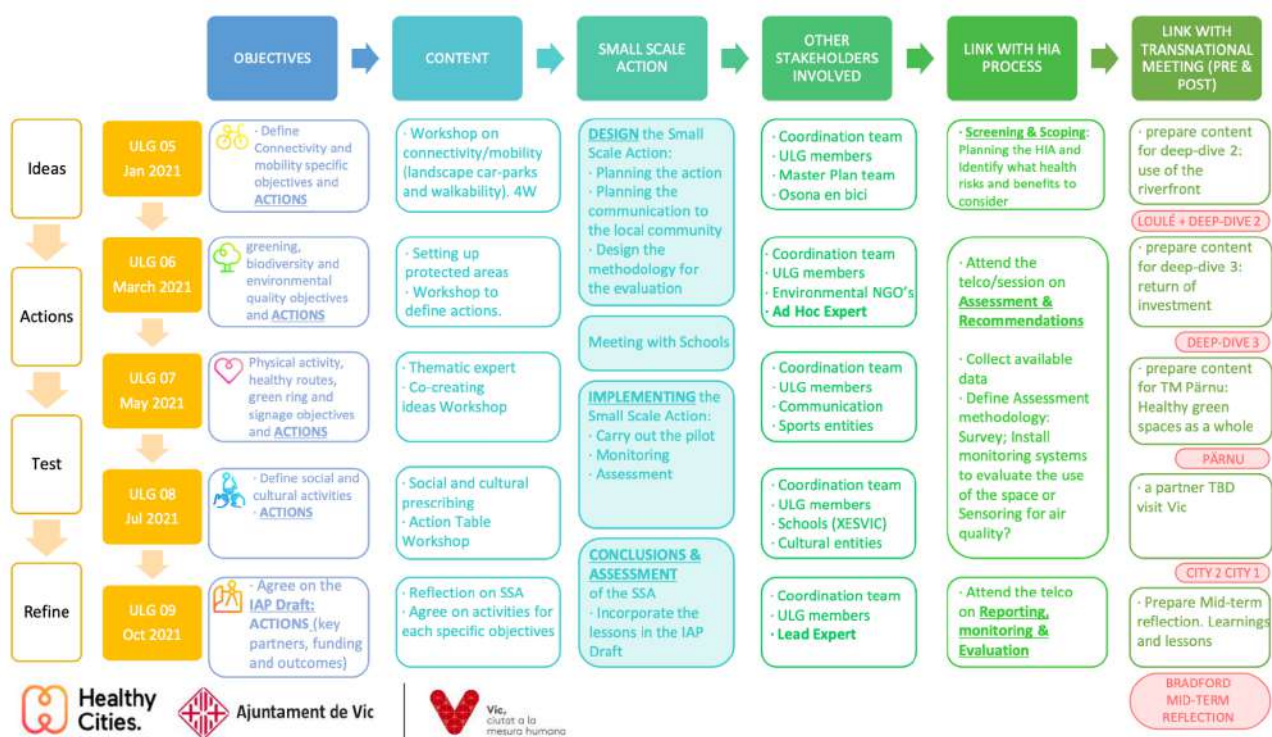 OBJECTIVES
CONTENT
SMALL SCALE
ACTION
OTHER
STAKEHOLDERS
INVOLVED
LINK WITH HIA
PROCESS
LINK WITH
TRANSNATIONAL
MEETING (PRE &
POST)
Ideas
Actions
Test
Refine
ULG 05
Jan 2021
· Define
Connectivity and
mobility specific
objectives and
ACTIONS
· Workshop on
connectivity/mobility
(landscape car-parks
and walkability). 4W
DESIGN the Small
Scale Action:
· Planning the action
· Planning the
communication to
the local community
· Design the
methodology for
the evaluation
· Coordination team
· ULG members
· Master Plan team
· Osona en bici
· Screening & Scoping:
Planning the HIA and
Identify what health
risks and benefits to
consider
· prepare content
for deep-dive 2:
use of the
riverfront
LOULÉ + DEEP-DIVE 2
ULG 06
March 2021
greening,
biodiversity and
environmental
quality objectives
and ACTIONS
· Setting up
protected areas
· Workshop to
define actions.
Meeting with Schools
Coordination team
· ULG members
· Environmental NGO's
· Ad Hoc Expert
· Attend the
telco/session on
Assessment &
Recommendations
· Collect available
data
· Define Assessment
methodology:
Survey; Install
monitoring systems
to evaluate the use
of the space or
Sensoring for air
quality?
· prepare content
for deep-dive 3:
return of
investment
DEEP-DIVE 3
ULG 07
May 2021
Physical activity,
healthy routes,
green ring and
signage objectives
and ACTIONS
· Thematic expert
· Co-creating
ideas Workshop
IMPLEMENTING the
Small Scale Action:
· Carry out the pilot
· Monitoring
· Assessment
· Coordination team
· ULG members
· Communication
· Sports entities
· prepare content
for TM Pärnu:
Healthy green
spaces as a whole
PÄRNU
ULG 08
Jul 2021
· Define social and
cultural activities
· ACTIONS
· Social and cultural
prescribing
· Action Table
Workshop
· Coordination team
· ULG members
· Schools (XESVIC)
· Cultural entities
· a partner TBD
visit Vic
CITY 2 CITY 1
ULG 09
Oct 2021
· Agree on the
IAP Draft:
ACTIONS (key
partners, funding
and outcomes)
· Reflection on SSA
· Agree on activities for
each specific objectives
CONCLUSIONS &
ASSESSMENT
of the SSA
· Incorporate the
lessons in the IAP
Draft
· Coordination team
· ULG members
· Lead Expert
· Attend the telco
on Reporting,
monitoring &
Evaluation
· Prepare Mid-term
reflection. Learnings
and lessons
BRADFORD
MID-TERM
REFLECTION
Healthy
Cities.
Ajuntament de Vic
Vic,
ciutat a la
mesura humana